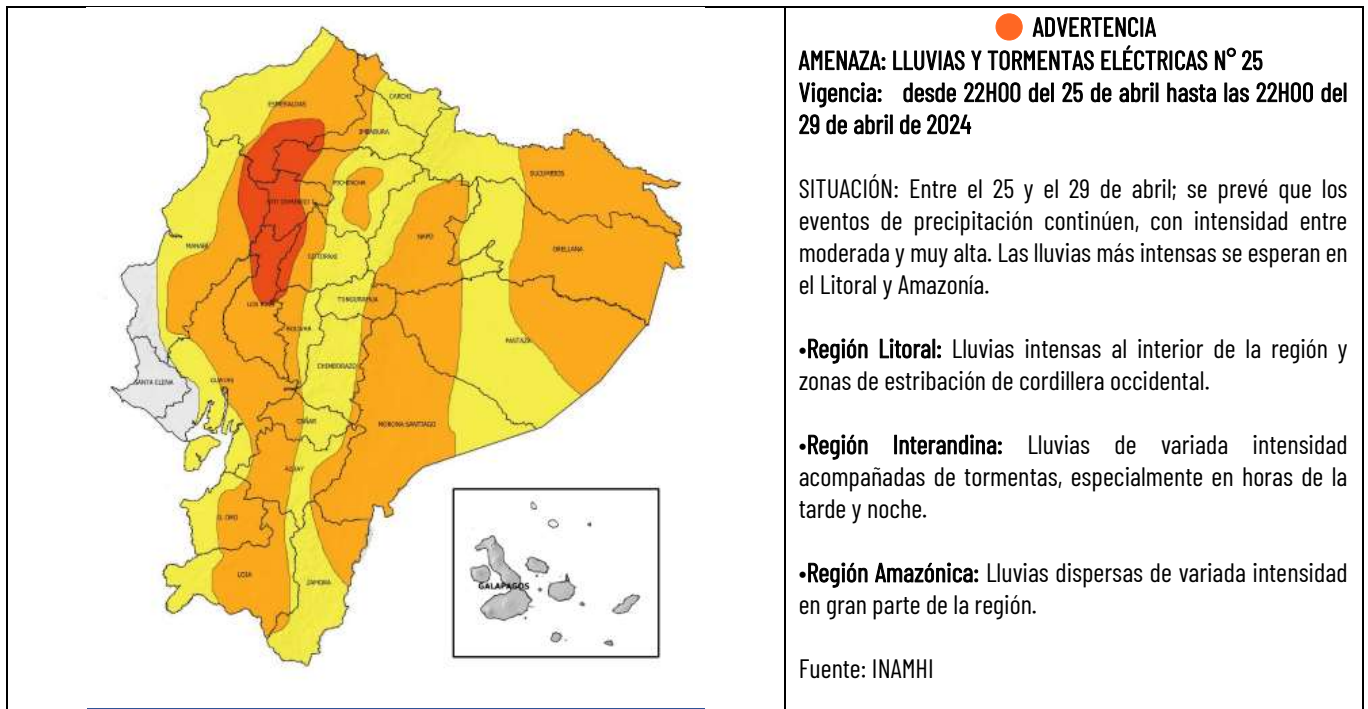 ESMERALDAS
CARCHI
IMBABURA
SUCUMBIOS
PICHINCHA
STO DOMINGO
MANABI
NAPO
ORELLANA
COTOPAXI
LOS RIOS
TUNGURAHUA
BOLIVAR
PASTAZA
CHIMBORAZO
SANTA ELENA
GUAYAS
CAÑAR
MORONA SANTIAGO
AZUAY
EL ORO
LOJA
ZAMORA
GALAPAGOS
ADVERTENCIA
AMENAZA: LLUVIAS Y TORMENTAS ELÉCTRICAS N° 25
Vigencia: desde 22H00 del 25 de abril hasta las 22H00 del
29 de abril de 2024
SITUACIÓN: Entre el 25 y el 29 de abril; se prevé que los
eventos de precipitación continúen, con intensidad entre
moderada y muy alta. Las lluvias más intensas se esperan en
el Litoral y Amazonía.
•Región Litoral: Lluvias intensas al interior de la región y
zonas de estribación de cordillera occidental.
•Región Interandina: Lluvias de variada intensidad
acompañadas de tormentas, especialmente en horas de la
tarde y noche.
•Región Amazónica: Lluvias dispersas de variada intensidad
en gran parte de la región.
Fuente: INAMHI